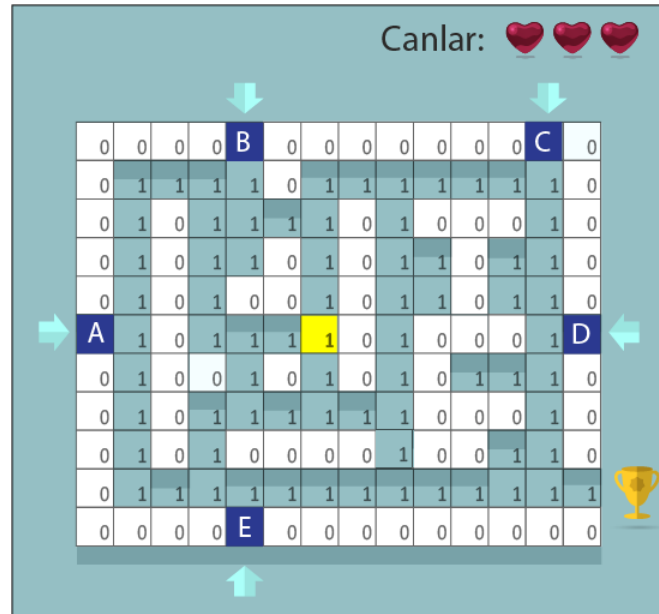 Canlar:
0 0 0 0 B 0 0 0 0 0 0 0 C 0
0 1 1 1 1 0 1 1 1 1 1 1 1 0
0 1 0 1 1 1 1 0 1 0 0 0 1 0
0 1 0 1 1 0 1 0 1 1 0 1 1 0
0 1 0 1 0 0 1 0 1 1 0 1 1 0
A 1 0 1 1 1 1 0 1 0 0 0 1 D
0 1 0 0 1 0 1 0 1 0 1 1 1 0
0 1 0 1 1 1 1 1 1 0 0 0 1 0
0 1 0 1 0 0 0 0 1 0 0 1 1 0
0 1 1 1 1 1 1 1 1 1 1 1 1 1
0 0 0 0 E 0 0 0 0 0 0 0 0 0